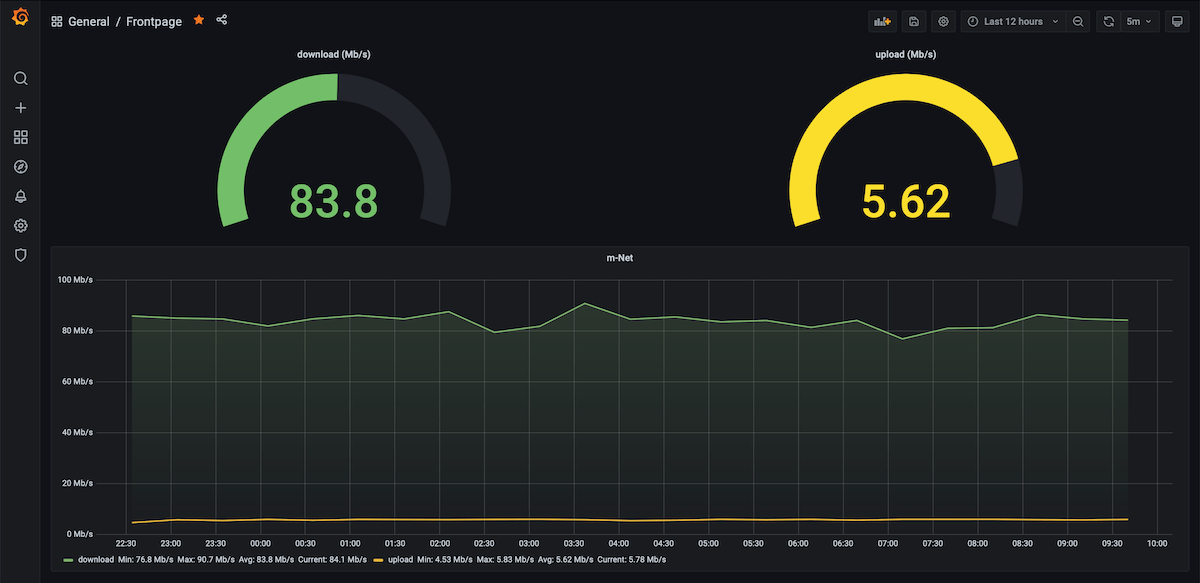 General / Frontpage
Last 12 hours
5m
download (Mb/s)
upload (Mb/s)
83.8
5.62
m-Net
100 Mb/s
80 Mb/s
60 Mb/s
40 Mb/s
20 Mb/s
0 Mb/s
22:30 23:00 23:30 00:00 00:30 01:00 01:30 02:00 02:30 03:00 03:30 04:00 04:30 05:00 05:30 06:00 06:30 07:00 07:30 08:00 08:30 09:00 09:30 10:00
download Min: 76.8 Mb/s Max: 90.7 Mb/s Avg: 83.8 Mb/s Current: 84.1 Mb/s upload Min: 4.53 Mb/s Max: 5.83 Mb/s Avg: 5.62 Mb/s Current: 5.78 Mb/s